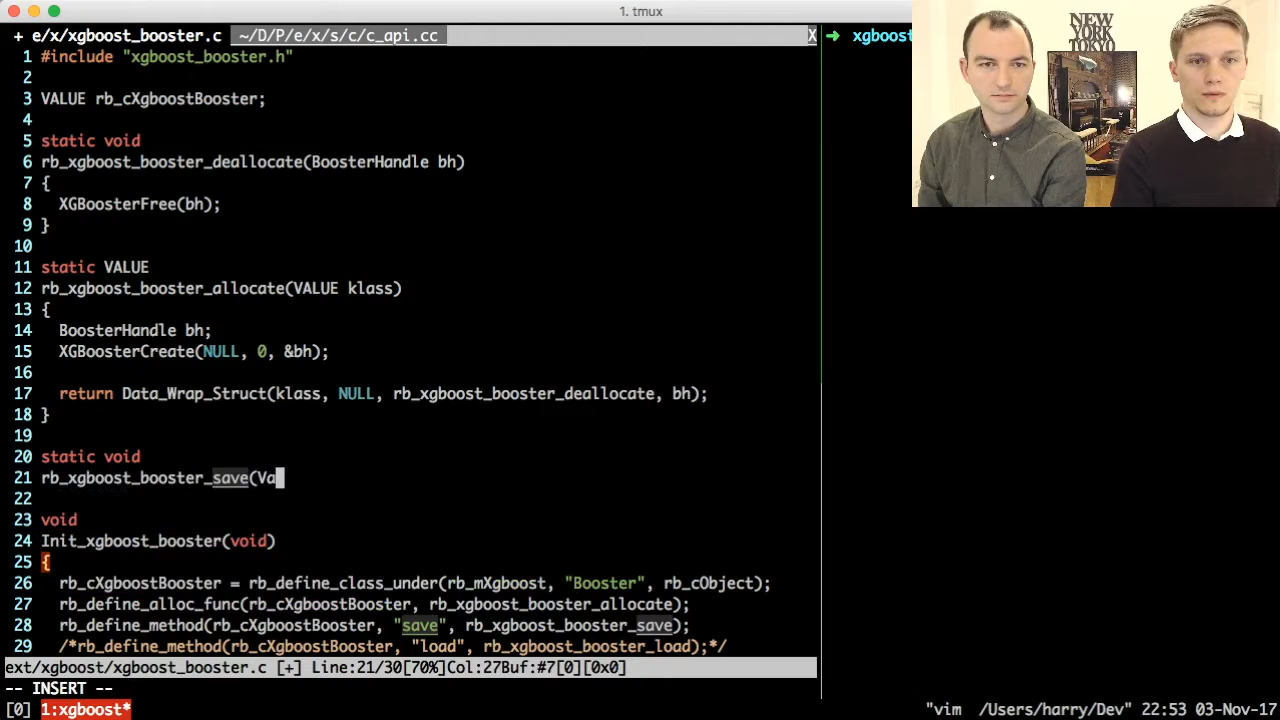 1. tmux
+ e/x/xgboost_booster.c  ~/D/P/e/x/s/c/c_api.cc X
1 #include "xgboost_booster.h"
2
3 VALUE rb_cXgboostBooster;
4
5 static void
6 rb_xgboost_booster_deallocate(BoosterHandle bh)
7 {
8   XGBoosterFree(bh);
9 }
10
11 static VALUE
12 rb_xgboost_booster_allocate(VALUE klass)
13 {
14   BoosterHandle bh;
15   XGBoosterCreate(NULL, 0, &bh);
16
17   return Data_Wrap_Struct(klass, NULL, rb_xgboost_booster_deallocate, bh);
18 }
19
20 static void
21 rb_xgboost_booster_save(Va
22
23 void
24 Init_xgboost_booster(void)
25 {
26   rb_cXgboostBooster = rb_define_class_under(rb_mXgboost, "Booster", rb_cObject);
27   rb_define_alloc_func(rb_cXgboostBooster, rb_xgboost_booster_allocate);
28   rb_define_method(rb_cXgboostBooster, "save", rb_xgboost_booster_save);
29   /*rb_define_method(rb_cXgboostBooster, "load", rb_xgboost_booster_load);*/
ext/xgboost/xgboost_booster.c [+] Line:21/30[70%]Col:27Buf:#7[0][0x0]
-- INSERT --
[0] 1:xgboost*
➜ xgboost
NEW
YORK
TOKYO
"vim /Users/harry/Dev" 22:53 03-Nov-17